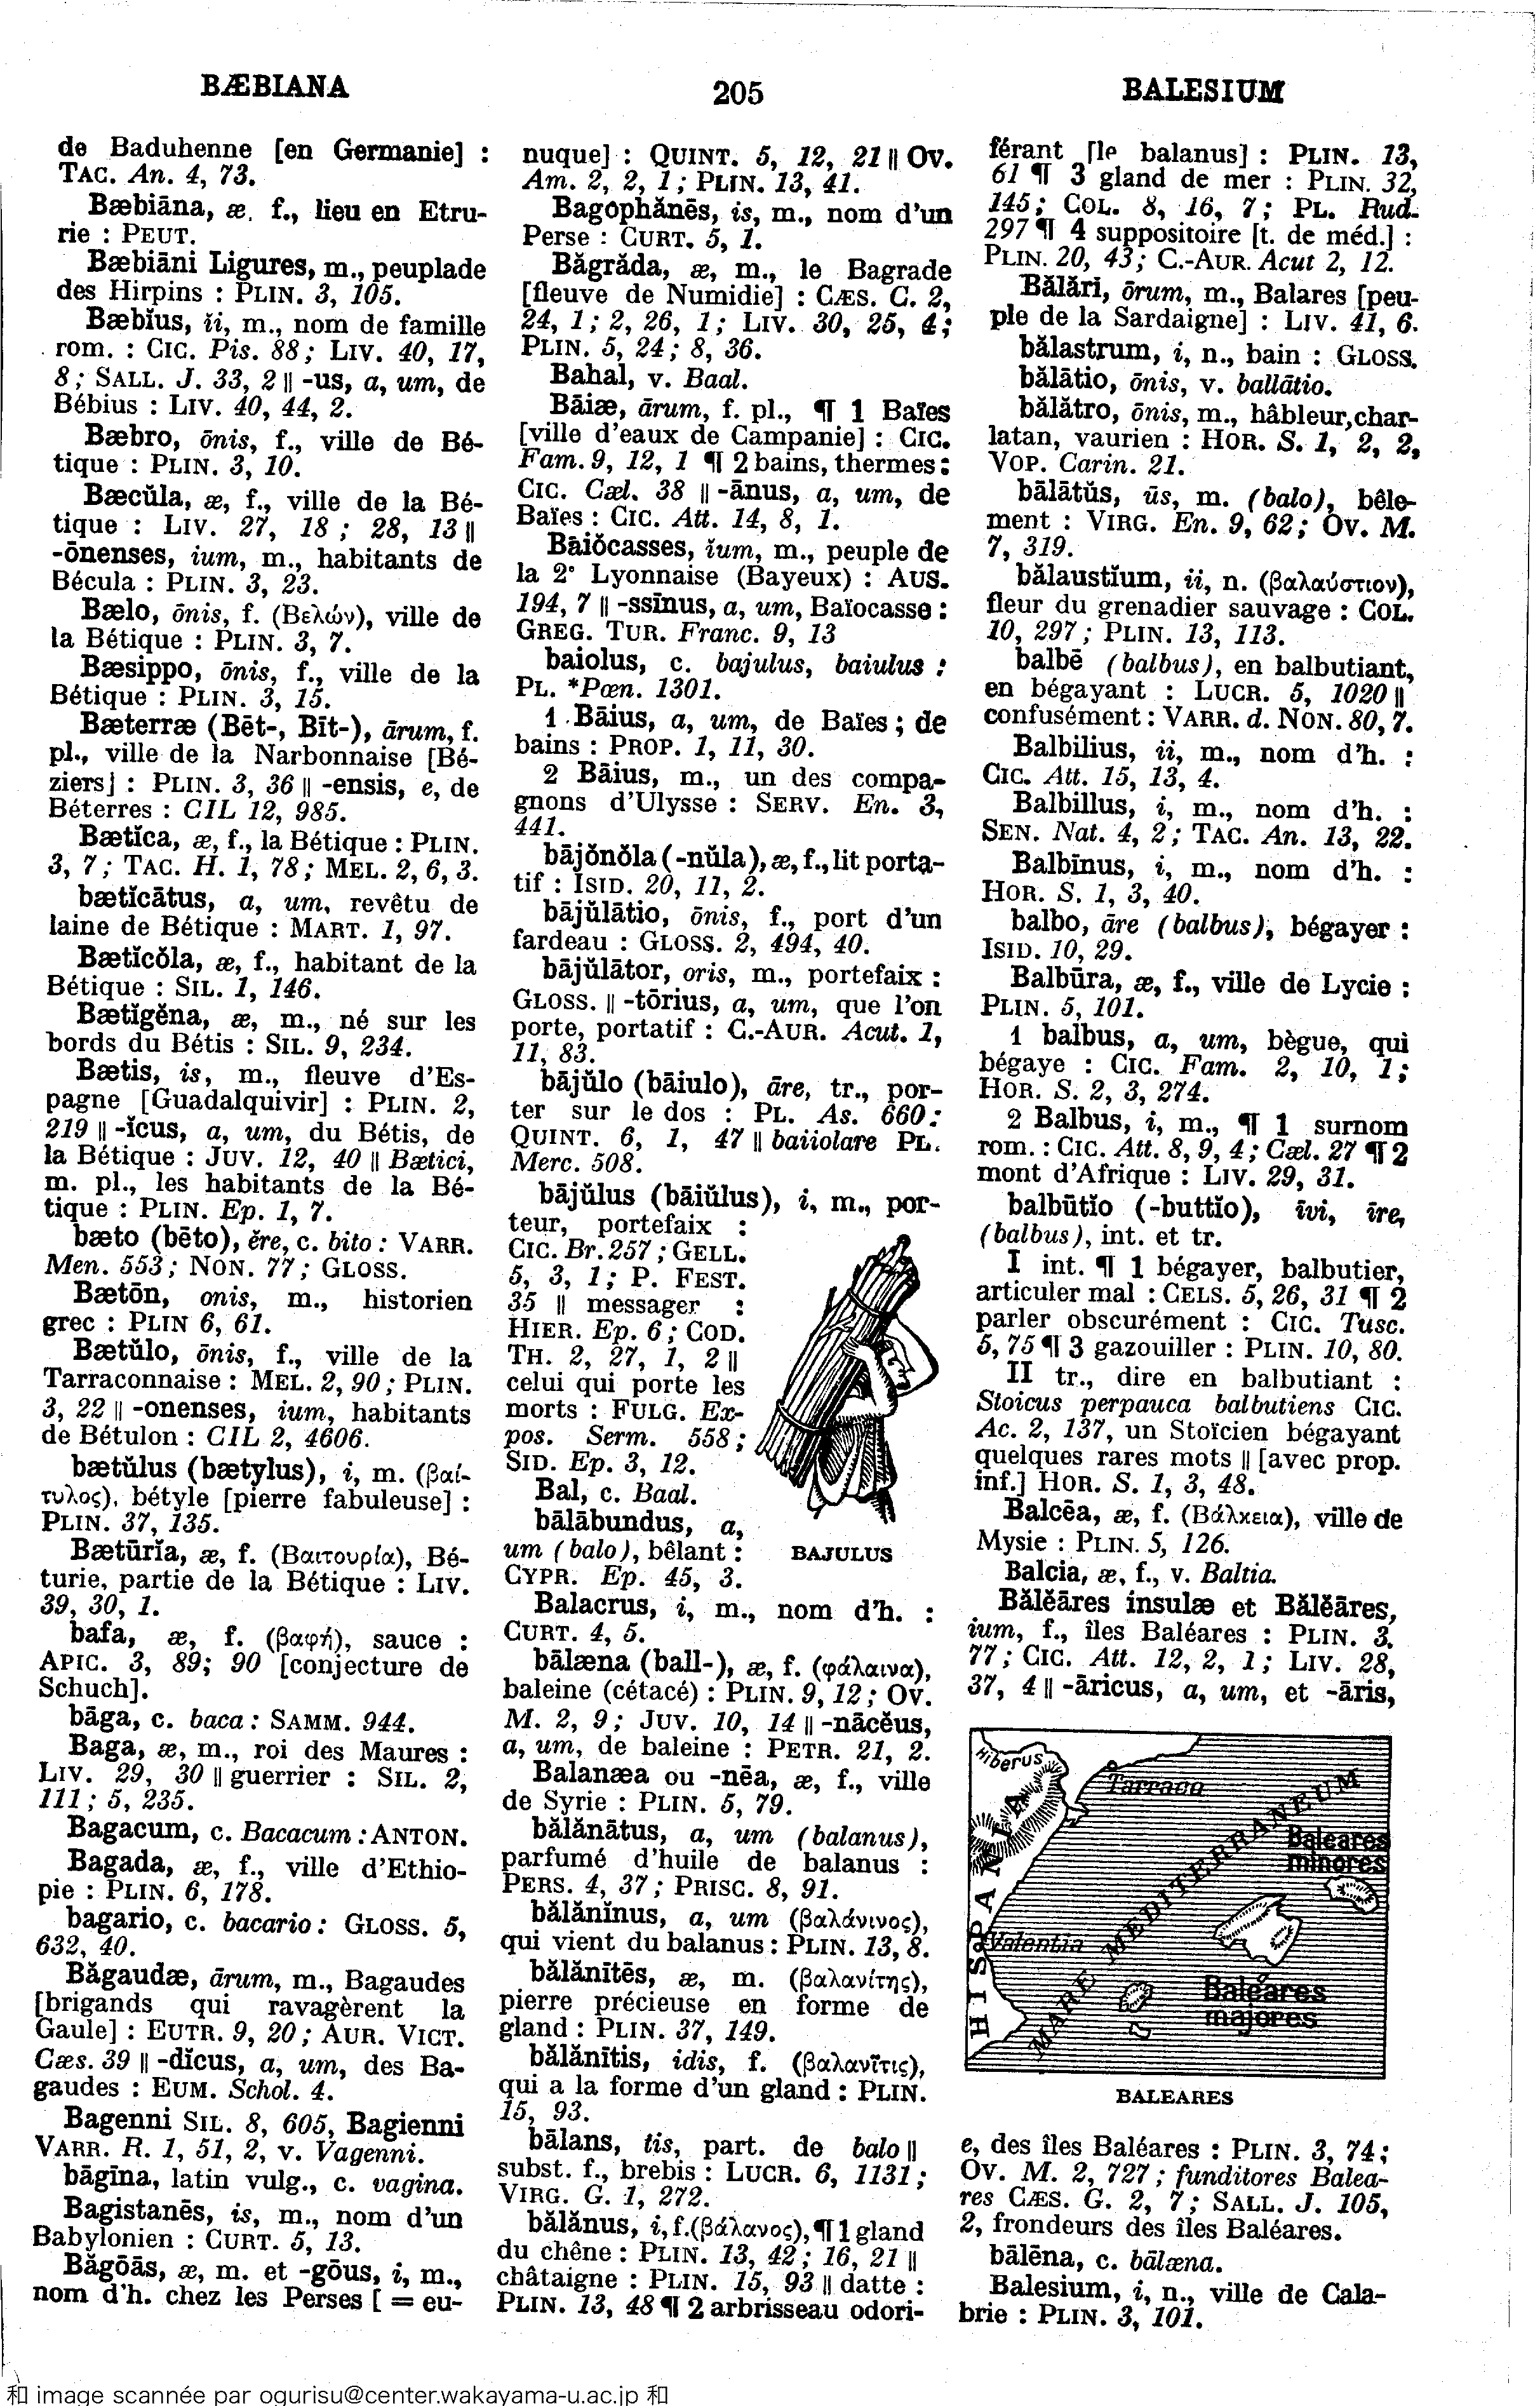 BÆBIANA
205
BALESIUM
de Baduhenne [en Germanie] :
TAC. An. 4, 73.
Bæbiāna, æ, f., lieu en Etru-
rie : PEUT.
Bæbiāni Ligures, m., peuplade
des Hirpins : PLIN. 3, 105.
Bæbĭus, ĭi, m., nom de famille
rom. : CIC. Pis. 88; LIV. 40, 17,
8; SALL. J. 33, 2 || -us, a, um, de
Bébius : LIV. 40, 44, 2.
Bæbro, ōnis, f., ville de Bé-
tique : PLIN. 3, 10.
Bæcŭla, æ, f., ville de la Bé-
tique : LIV. 27, 18 ; 28, 13 ||
-ōnenses, ium, m., habitants de
Bécula : PLIN. 3, 23.
Bælo, ōnis, f. (Βελών), ville de
la Bétique : PLIN. 3, 7.
Bæsippo, ōnis, f., ville de la
Bétique : PLIN. 3, 15.
Bæterræ (Bēt-, Bīt-), ārum, f.
pl., ville de la Narbonnaise [Bé-
ziers] : PLIN. 3, 36 || -ensis, e, de
Béterres : CIL 12, 985.
Bætĭca, æ, f., la Bétique : PLIN.
3, 7; TAC. H. 1, 78; MEL. 2, 6, 3.
bætĭcātus, a, um, revêtu de
laine de Bétique : MART. 1, 97.
Bætĭcŏla, æ, f., habitant de la
Bétique : SIL. 1, 146.
Bætĭgĕna, æ, m., né sur les
bords du Bétis : SIL. 9, 234.
Bætis, is, m., fleuve d'Es-
pagne [Guadalquivir] : PLIN. 2,
219 || -ĭcus, a, um, du Bétis, de
la Bétique : JUV. 12, 40 || Bætici,
m. pl., les habitants de la Bé-
tique : PLIN. Ep. 1, 7.
bæto (bēto), ĕre, c. bito : VARR.
Men. 553; NON. 77; GLOSS.
Bætōn, onis, m., historien
grec : PLIN 6, 61.
Bætŭlo, ōnis, f., ville de la
Tarraconnaise : MEL. 2, 90; PLIN.
3, 22 || -onenses, ium, habitants
de Bétulon : CIL 2, 4606.
bætŭlus (bætylus), i, m. (βαί-
τυλος), bétyle [pierre fabuleuse] :
PLIN. 37, 135.
Bætūrĭa, æ, f. (Βαιτουρία), Bé-
turie, partie de la Bétique : LIV.
39, 30, 1.
bafa, æ, f. (βαφή), sauce :
APIC. 3, 89; 90 [conjecture de
Schuch].
bāga, c. baca : SAMM. 944.
Baga, æ, m., roi des Maures :
LIV. 29, 30 || guerrier : SIL. 2,
111; 5, 235.
Bagacum, c. Bacacum : ANTON.
Bagada, æ, f., ville d'Ethio-
pie : PLIN. 6, 178.
bagario, c. bacario : GLOSS. 5,
632, 40.
Băgaudæ, ārum, m., Bagaudes
[brigands qui ravagèrent la
Gaule] : EUTR. 9, 20; AUR. VICT.
Cæs. 39 || -dĭcus, a, um, des Ba-
gaudes : EUM. Schol. 4.
Bagenni SIL. 8, 605, Bagienni
VARR. R. 1, 51, 2, v. Vagenni.
bāgīna, latin vulg., c. vagina.
Bagistanēs, is, m., nom d'un
Babylonien : CURT. 5, 13.
Băgōās, æ, m. et -gōus, i, m.,
nom d'h. chez les Perses [ = eu-
nuque] : QUINT. 5, 12, 21 || OV.
Am. 2, 2, 1; PLIN. 13, 41.
Bagophănēs, is, m., nom d'un
Perse : CURT. 5, 1.
Băgrăda, æ, m., le Bagrade
[fleuve de Numidie] : CÆS. C. 2,
24, 1; 2, 26, 1; LIV. 30, 25, 4;
PLIN. 5, 24; 8, 36.
Bahal, v. Baal.
Bāiæ, ārum, f. pl., ¶ 1 Baïes
[ville d'eaux de Campanie] : CIC.
Fam. 9, 12, 1 ¶ 2 bains, thermes :
CIC. Cæl. 38 || -ānus, a, um, de
Baïes : CIC. Att. 14, 8, 1.
Bāiŏcasses, ĭum, m., peuple de
la 2e Lyonnaise (Bayeux) : AUS.
194, 7 || -ssīnus, a, um, Baïocasse :
GREG. TUR. Franc. 9, 13
baiolus, c. bajulus, baiulus :
PL. *Pœn. 1301.
1 Bāius, a, um, de Baïes ; de
bains : PROP. 1, 11, 30.
2 Bāius, m., un des compa-
gnons d'Ulysse : SERV. En. 3,
441.
bājŏnŏla (-nŭla), æ, f., lit porta-
tif : ISID. 20, 11, 2.
bājŭlātio, ōnis, f., port d'un
fardeau : GLOSS. 2, 494, 40.
bājŭlātor, oris, m., portefaix :
GLOSS. || -tōrius, a, um, que l'on
porte, portatif : C.-AUR. Acut. 1,
11, 83.
bājŭlo (bāiulo), āre, tr., por-
ter sur le dos : PL. As. 660 :
QUINT. 6, 1, 47 || baiiolare PL.
Merc. 508.
bājŭlus (bāiŭlus), i, m., por-
teur, portefaix :
CIC. Br. 257; GELL.
5, 3, 1; P. FEST.
35 || messager :
HIER. Ep. 6; COD.
TH. 2, 27, 1, 2 ||
celui qui porte les
morts : FULG. Ex-
pos. Serm. 558;
SID. Ep. 3, 12.
Bal, c. Baal.
bālābundus, a,
um (balo), bêlant :
CYPR. Ep. 45, 3.
BAJULUS
Balacrus, i, m., nom d'h. :
CURT. 4, 5.
bālæna (ball-), æ, f. (φάλαινα),
baleine (cétacé) : PLIN. 9, 12; OV.
M. 2, 9; JUV. 10, 14 || -nācĕus,
a, um, de baleine : PETR. 21, 2.
Balanæa ou -nēa, æ, f., ville
de Syrie : PLIN. 5, 79.
bălănātus, a, um (balanus),
parfumé d'huile de balanus :
PERS. 4, 37; PRISC. 8, 91.
bălănĭnus, a, um (βαλάνινος),
qui vient du balanus : PLIN. 13, 8.
bălănītēs, æ, m. (βαλανίτης),
pierre précieuse en forme de
gland : PLIN. 37, 149.
bălănītis, idis, f. (βαλανῖτις),
qui a la forme d'un gland : PLIN.
15, 93.
bālans, tis, part. de balo ||
subst. f., brebis : LUCR. 6, 1131;
VIRG. G. 1, 272.
bălănus, i, f. (βάλανος), ¶ 1 gland
du chêne : PLIN. 13, 42; 16, 21 ||
châtaigne : PLIN. 15, 93 || datte :
PLIN. 13, 48 ¶ 2 arbrisseau odori-
férant [le balanus] : PLIN. 13,
61 ¶ 3 gland de mer : PLIN. 32,
145; COL. 8, 16, 7; PL. Rud.
297 ¶ 4 suppositoire [t. de méd.] :
PLIN. 20, 43; C.-AUR. Acut 2, 12.
Bălări, ōrum, m., Balares [peu-
ple de la Sardaigne] : LIV. 41, 6.
bălastrum, i, n., bain : GLOSS.
bălātio, ōnis, v. ballātio.
bălătro, ōnis, m., hâbleur, char-
latan, vaurien : HOR. S. 1, 2, 2,
VOP. Carin. 21.
bālātŭs, ūs, m. (balo), bêle-
ment : VIRG. En. 9, 62; OV. M.
7, 319.
bălaustĭum, ii, n. (βαλαύστιον),
fleur du grenadier sauvage : COL.
10, 297; PLIN. 13, 113.
balbē (balbus), en balbutiant,
en bégayant : LUCR. 5, 1020 ||
confusément : VARR. d. NON. 80, 7.
Balbilius, ii, m., nom d'h. :
CIC. Att. 15, 13, 4.
Balbillus, i, m., nom d'h. :
SEN. Nat. 4, 2; TAC. An. 13, 22.
Balbīnus, i, m., nom d'h. :
HOR. S. 1, 3, 40.
balbo, āre (balbus), bégayer :
ISID. 10, 29.
Balbūra, æ, f., ville de Lycie :
PLIN. 5, 101.
1 balbus, a, um, bègue, qui
bégaye : CIC. Fam. 2, 10, 1;
HOR. S. 2, 3, 274.
2 Balbus, i, m., ¶ 1 surnom
rom. : CIC. Att. 8, 9, 4; Cæl. 27 ¶ 2
mont d'Afrique : LIV. 29, 31.
balbūtĭo (-buttĭo), īvi, īre,
(balbus), int. et tr.
I int. ¶ 1 bégayer, balbutier,
articuler mal : CELS. 5, 26, 31 ¶ 2
parler obscurément : CIC. Tusc.
5, 75 ¶ 3 gazouiller : PLIN. 10, 80.
II tr., dire en balbutiant :
Stoicus perpauca balbutiens CIC.
Ac. 2, 137, un Stoïcien bégayant
quelques rares mots || [avec prop.
inf.] HOR. S. 1, 3, 48.
Balcēa, æ, f. (Βάλκεια), ville de
Mysie : PLIN. 5, 126.
Balcia, æ, f., v. Baltia.
Bălĕāres insulæ et Bălĕāres,
ium, f., îles Baléares : PLIN. 3,
77; CIC. Att. 12, 2, 1; LIV. 28,
37, 4 || -āricus, a, um, et -āris,
Hiberus
Tarraco
HISPANIA
MARE MEDITERRANEUM
Baleares
minores
Valentia
Baleares
majores
BALEARES
e, des îles Baléares : PLIN. 3, 74;
OV. M. 2, 727; funditores Balea-
res CÆS. G. 2, 7; SALL. J. 105,
2, frondeurs des îles Baléares.
bālēna, c. bālæna.
Balesium, i, n., ville de Cala-
brie : PLIN. 3, 101.
和 image scannée par ogurisu@center.wakayama-u.ac.jp 和